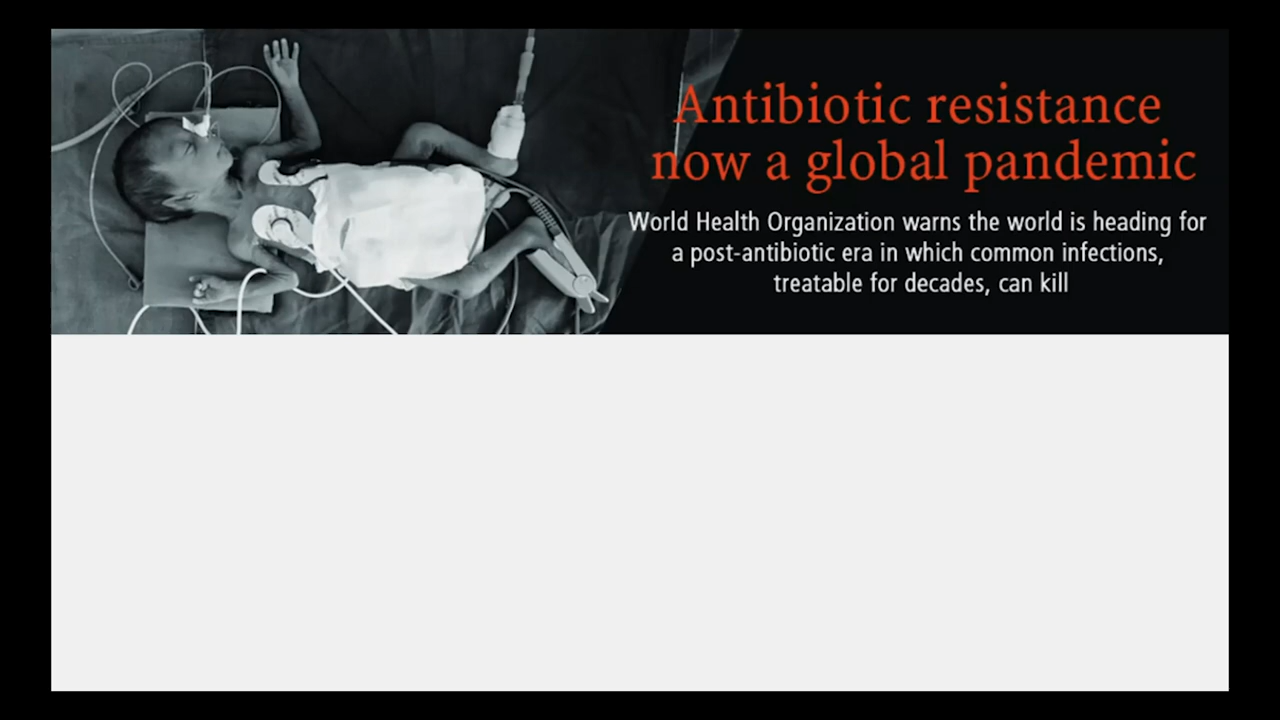 Antibiotic resistance
now a global pandemic
World Health Organization warns the world is heading for
a post-antibiotic era in which common infections,
treatable for decades, can kill